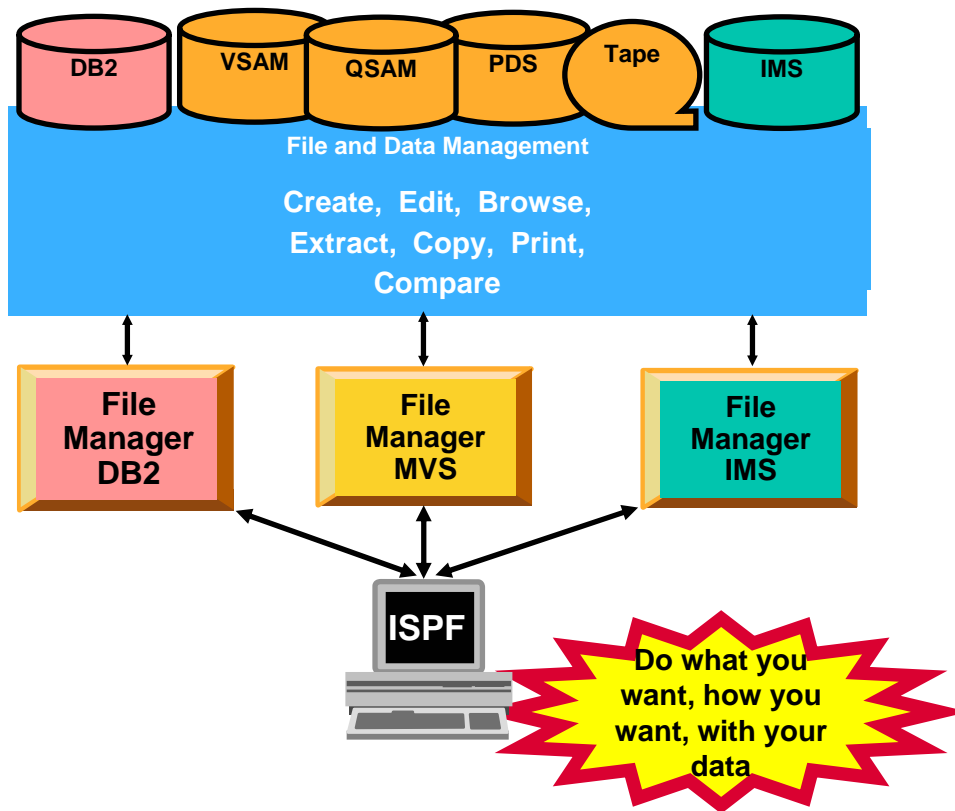 DB2
VSAM
QSAM
PDS
Tape
IMS
File and Data Management
Create, Edit, Browse,
Extract, Copy, Print,
Compare
File
Manager
DB2
File
Manager
MVS
File
Manager
IMS
ISPF
Do what you
want, how you
want, with your
data